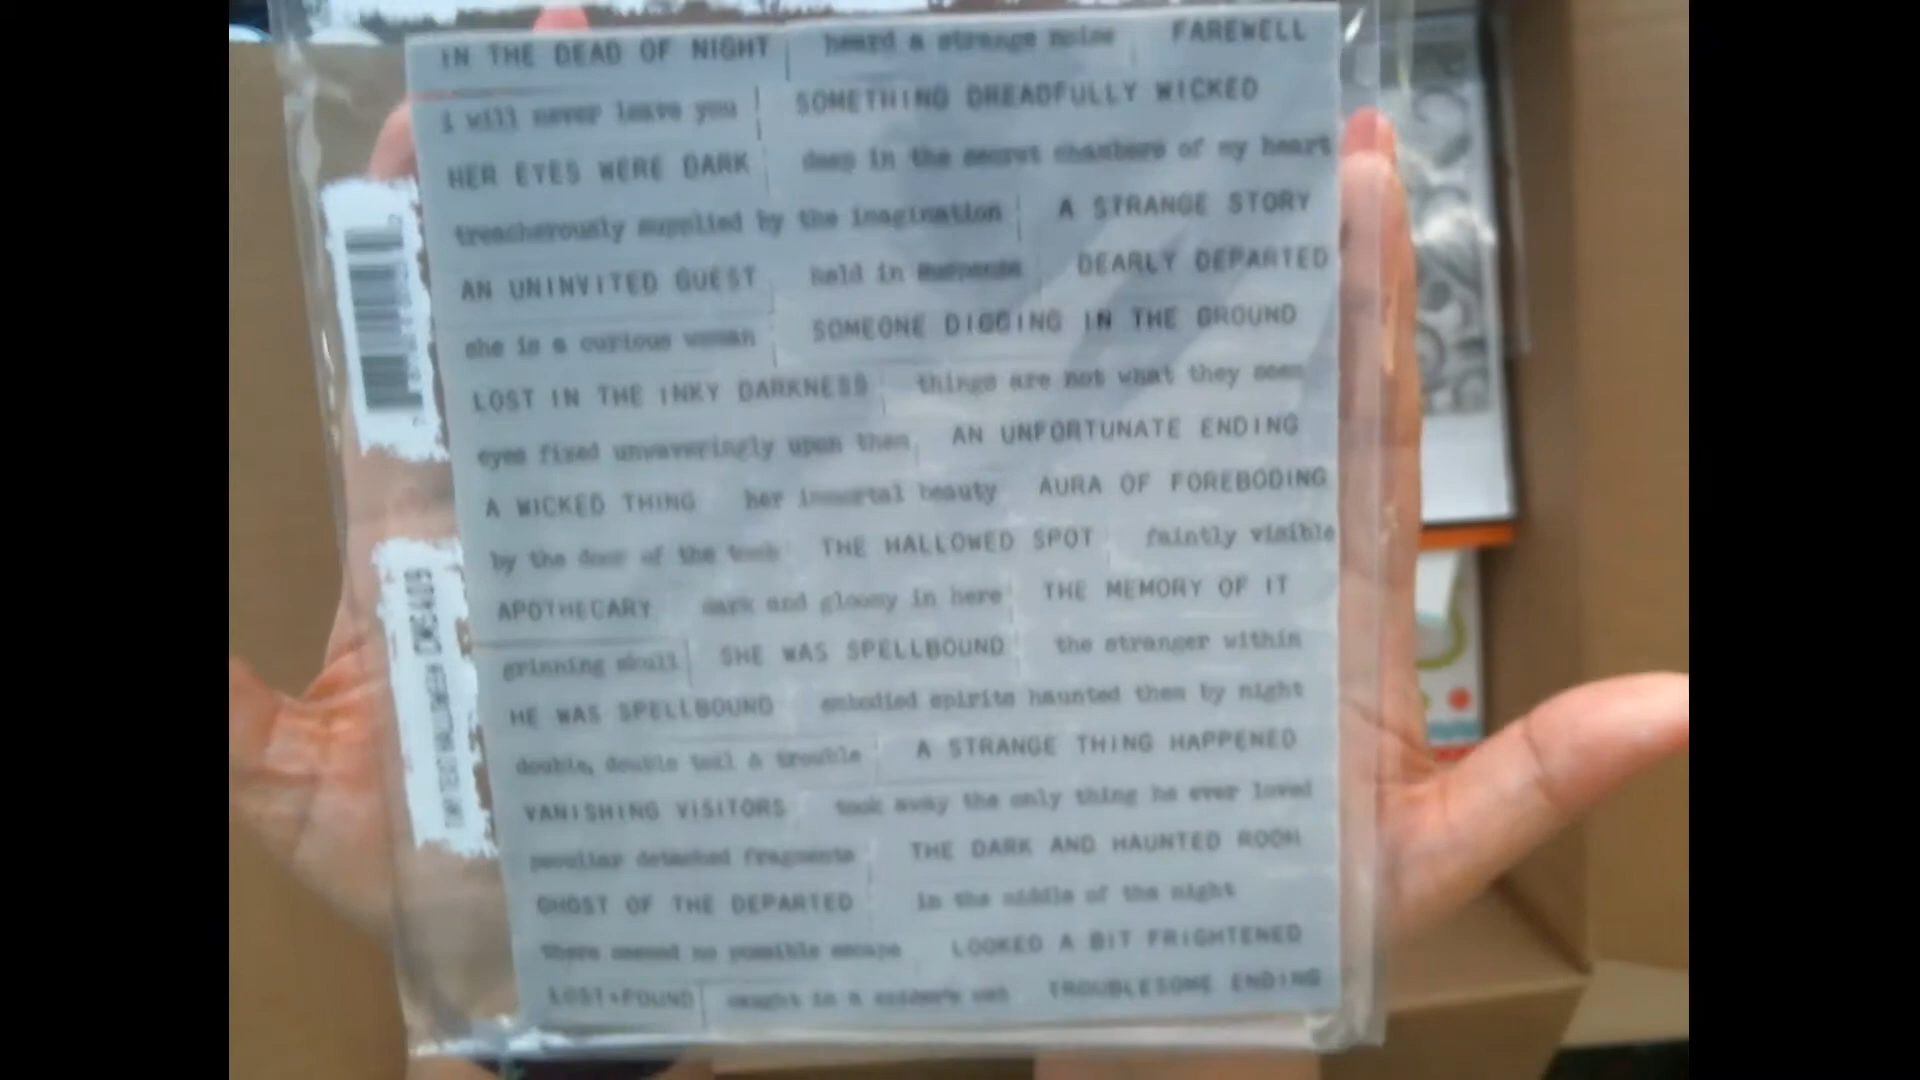 IN THE DEAD OF NIGHT heard a strange noise FAREWELL
i will never leave you SOMETHING DREADFULLY WICKED
HER EYES WERE DARK deep in the secret chambers of my heart
treacherously supplied by the imagination A STRANGE STORY
AN UNINVITED GUEST held in suspense DEARLY DEPARTED
she is a curious woman SOMEONE DIGGING IN THE GROUND
LOST IN THE INKY DARKNESS things are not what they seem
eyes fixed unwaveringly upon them AN UNFORTUNATE ENDING
A WICKED THING her immortal beauty AURA OF FOREBODING
by the door of the tomb THE HALLOWED SPOT faintly visible
APOTHECARY dark and gloomy in here THE MEMORY OF IT
grinning skull SHE WAS SPELLBOUND the stranger within
HE WAS SPELLBOUND embodied spirits haunted them by night
double, double toil & trouble A STRANGE THING HAPPENED
VANISHING VISITORS took away the only thing he ever loved
peculiar detached fragments THE DARK AND HAUNTED ROOM
GHOST OF THE DEPARTED in the middle of the night
there seemed no possible escape LOOKED A BIT FRIGHTENED
LOST+FOUND caught in a spider's web TROUBLESOME ENDING
TINY TEXT HALLOWEEN CMS409